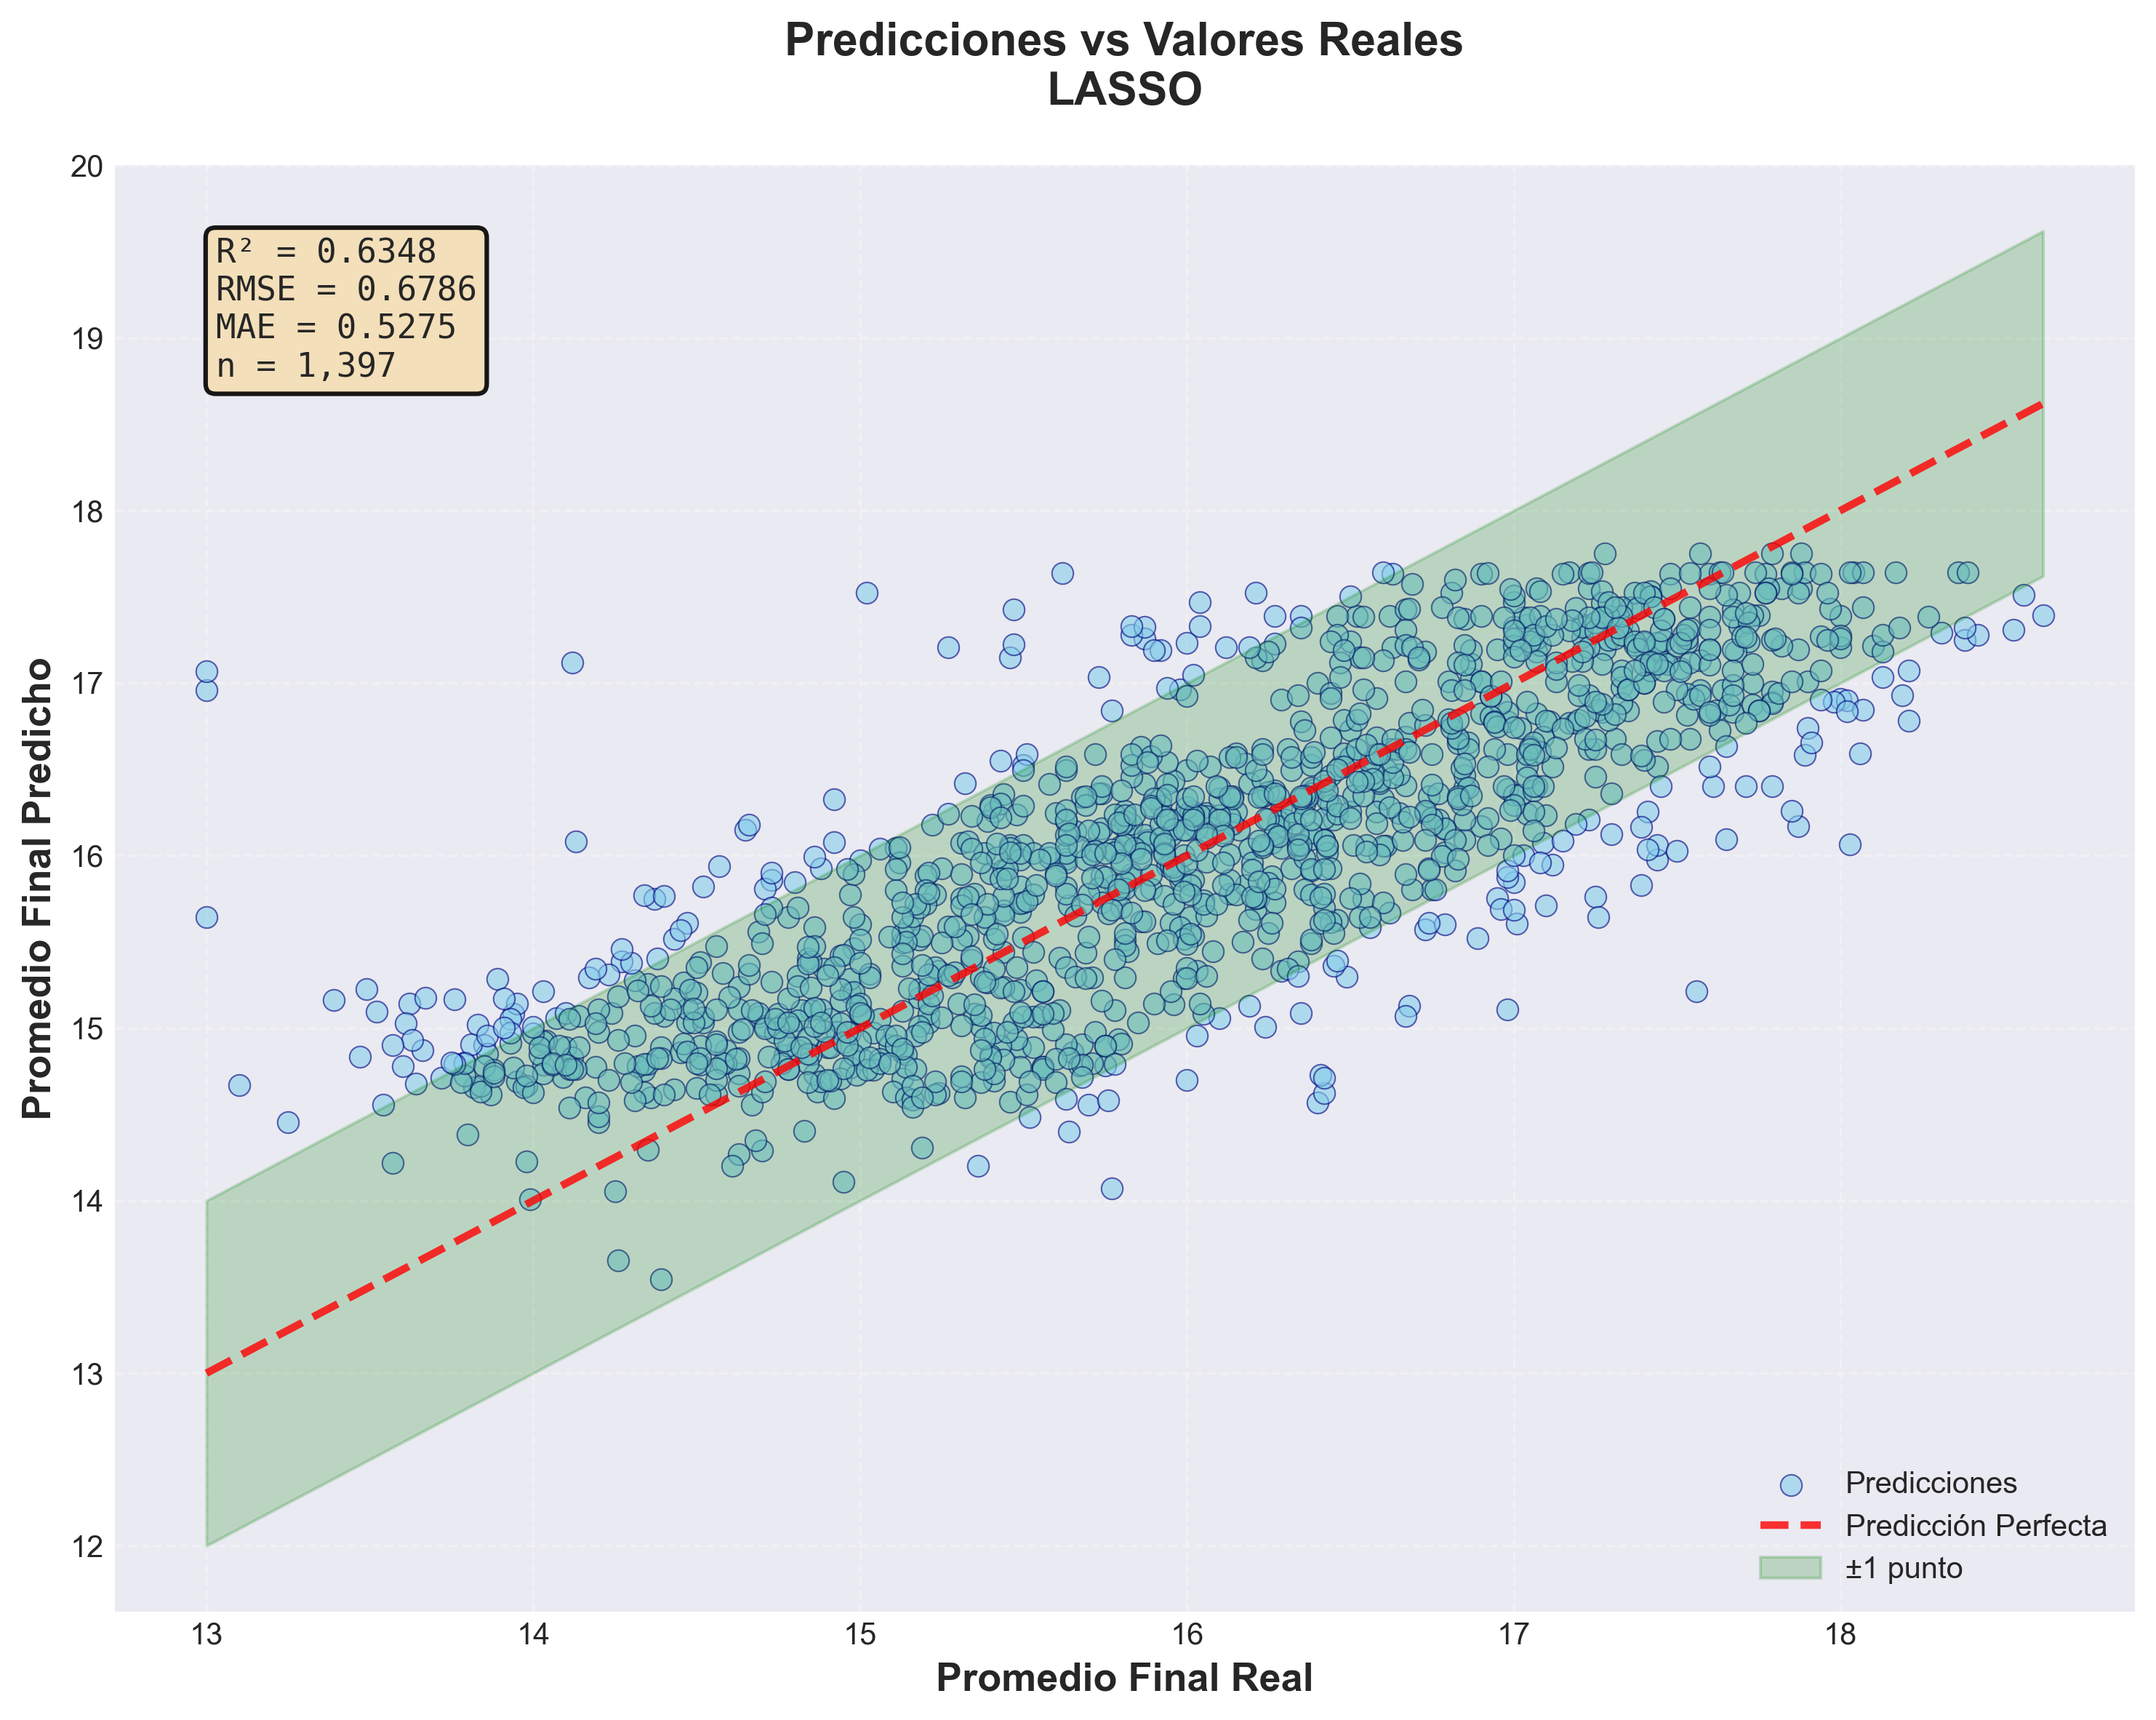 Predicciones vs Valores Reales
LASSO
R² = 0.6348
RMSE = 0.6786
MAE = 0.5275
n = 1,397
Promedio Final Predicho
20
19
18
17
16
15
14
13
12
13 14 15 16 17 18
Promedio Final Real
Predicciones
Predicción Perfecta
±1 punto